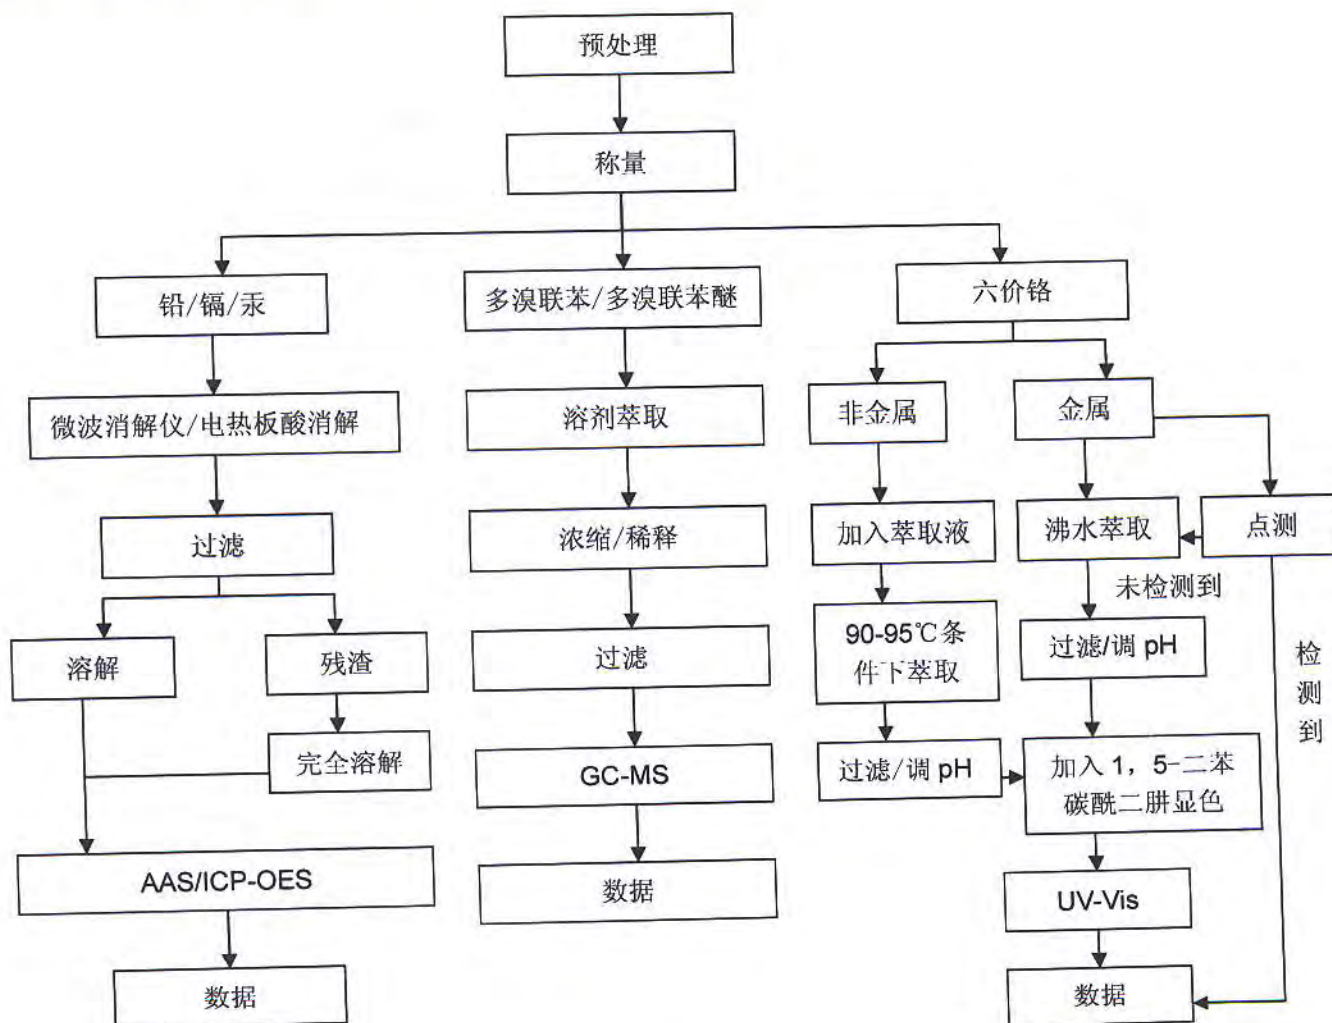 预处理
称量
铅/镉/汞
多溴联苯/多溴联苯醚
六价铬
微波消解仪/电热板酸消解
溶剂萃取
非金属
金属
过滤
浓缩/稀释
加入萃取液
沸水萃取
点测
未检测到
溶解
残渣
过滤
90-95℃条
件下萃取
过滤/调 pH
检
测
到
完全溶解
GC-MS
过滤/调 pH
加入 1，5-二苯
碳酰二肼显色
AAS/ICP-OES
数据
UV-Vis
数据
数据